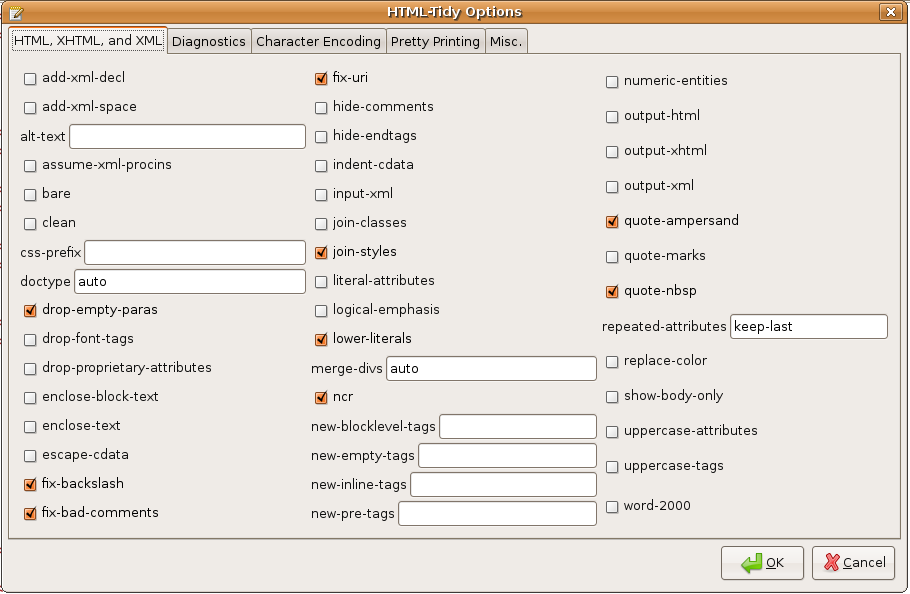 HTML-Tidy Options
HTML, XHTML, and XML
Diagnostics
Character Encoding
Pretty Printing
Misc.
add-xml-decl
add-xml-space
alt-text
assume-xml-procins
bare
clean
css-prefix
doctype auto
drop-empty-paras
drop-font-tags
drop-proprietary-attributes
enclose-block-text
enclose-text
escape-cdata
fix-backslash
fix-bad-comments
fix-uri
hide-comments
hide-endtags
indent-cdata
input-xml
join-classes
join-styles
literal-attributes
logical-emphasis
lower-literals
merge-divs auto
ncr
new-blocklevel-tags
new-empty-tags
new-inline-tags
new-pre-tags
numeric-entities
output-html
output-xhtml
output-xml
quote-ampersand
quote-marks
quote-nbsp
repeated-attributes keep-last
replace-color
show-body-only
uppercase-attributes
uppercase-tags
word-2000
OK
Cancel